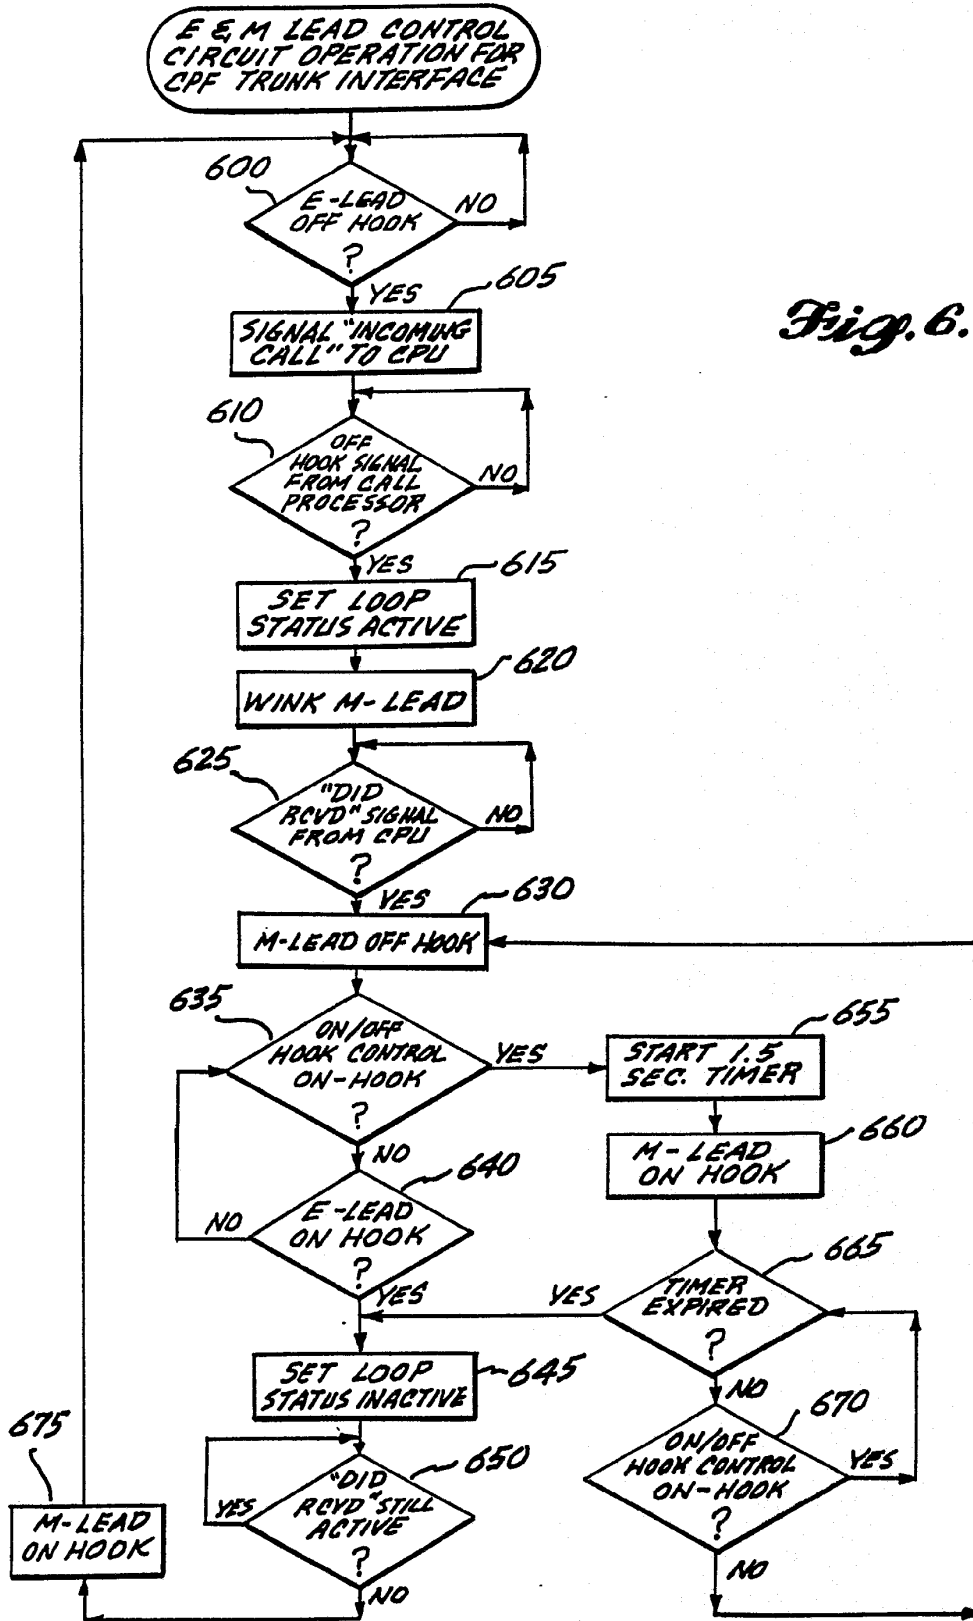 E & M LEAD CONTROL
CIRCUIT OPERATION FOR
CPF TRUNK INTERFACE
600
E-LEAD
OFF HOOK
?
NO
YES
605
SIGNAL "INCOMING
CALL" TO CPU
Fig. 6.
610
OFF
HOOK SIGNAL
FROM CALL
PROCESSOR
?
NO
YES
615
SET LOOP
STATUS ACTIVE
620
WINK M-LEAD
625
"DID
RCVD" SIGNAL
FROM CPU
?
NO
YES
630
M-LEAD OFF HOOK
635
ON/OFF
HOOK CONTROL
ON-HOOK
?
YES
NO
655
START 1.5
SEC. TIMER
660
M-LEAD
ON HOOK
640
E-LEAD
ON HOOK
?
NO
YES
665
TIMER
EXPIRED
?
YES
NO
645
SET LOOP
STATUS INACTIVE
670
ON/OFF
HOOK CONTROL
ON-HOOK
?
YES
NO
650
"DID
RCVD" STILL
ACTIVE
?
YES
NO
675
M-LEAD
ON HOOK